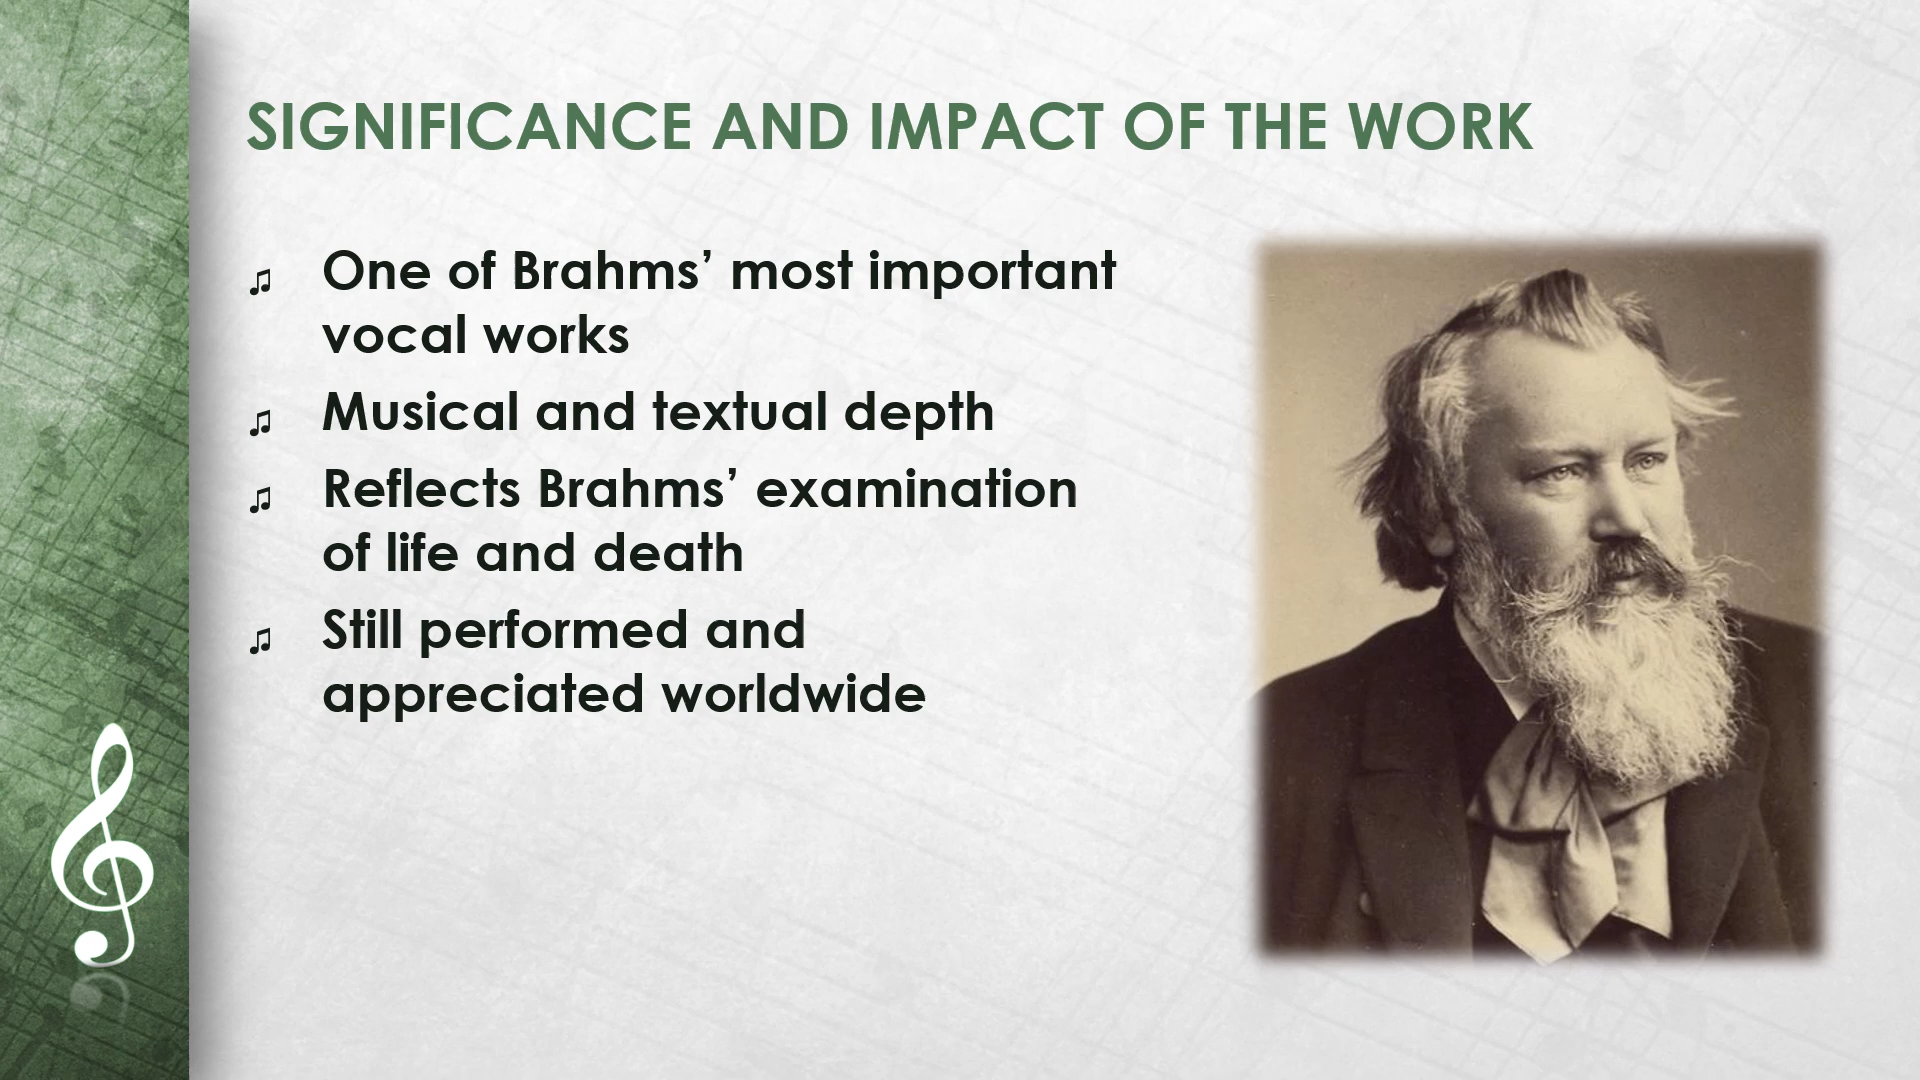 SIGNIFICANCE AND IMPACT OF THE WORK
♫ One of Brahms’ most important
vocal works
♫ Musical and textual depth
♫ Reflects Brahms’ examination
of life and death
♫ Still performed and
appreciated worldwide